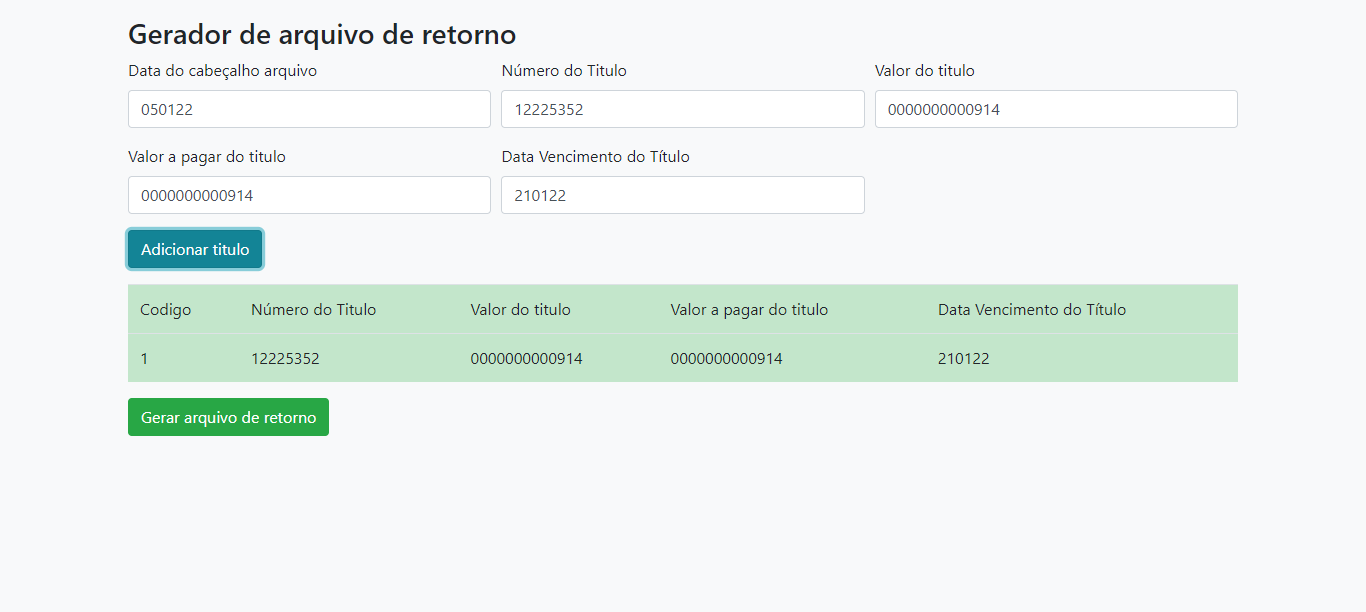 Gerador de arquivo de retorno
Data do cabeçalho arquivo Número do Titulo Valor do titulo
050122 12225352 0000000000914
Valor a pagar do titulo Data Vencimento do Título
0000000000914 210122
Adicionar titulo
Codigo Número do Titulo Valor do titulo Valor a pagar do titulo Data Vencimento do Título
1 12225352 0000000000914 0000000000914 210122
Gerar arquivo de retorno